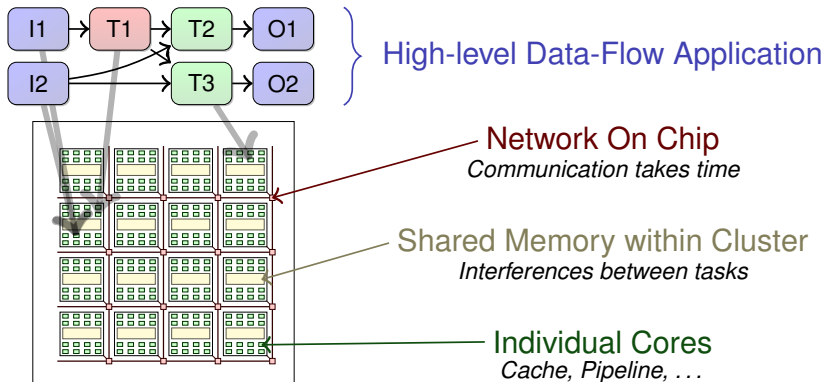 I1 T1 T2 O1
High-level Data-Flow Application
I2 T3 O2
Network On Chip
Communication takes time
Shared Memory within Cluster
Interferences between tasks
Individual Cores
Cache, Pipeline, . . .